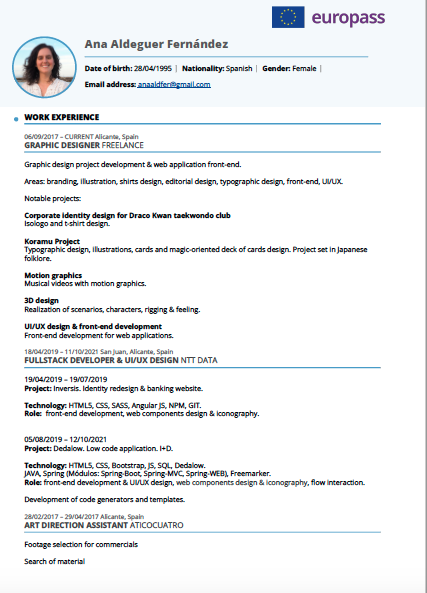 europass
Ana Aldeguer Fernández
Date of birth: 28/04/1995 | Nationality: Spanish | Gender: Female |
Email address: anaaldfer@gmail.com
WORK EXPERIENCE
06/09/2017 – CURRENT Alicante, Spain
GRAPHIC DESIGNER FREELANCE
Graphic design project development & web application front-end.
Areas: branding, illustration, shirts design, editorial design, typographic design, front-end, UI/UX.
Notable projects:
Corporate identity design for Draco Kwan taekwondo club
Isologo and t-shirt design.
Koramu Project
Typographic design, illustrations, cards and magic-oriented deck of cards design. Project set in Japanese
folklore.
Motion graphics
Musical videos with motion graphics.
3D design
Realization of scenarios, characters, rigging & feeling.
UI/UX design & front-end development
Front-end development for web applications.
18/04/2019 – 11/10/2021 San Juan, Alicante, Spain
FULLSTACK DEVELOPER & UI/UX DESIGN NTT DATA
19/04/2019 – 19/07/2019
Project: Inversis. Identity redesign & banking website.
Technology: HTML5, CSS, SASS, Angular JS, NPM, GIT.
Role: front-end development, web components design & iconography.
05/08/2019 – 12/10/2021
Project: Dedalow. Low code application. I+D.
Technology: HTML5, CSS, Bootstrap, JS, SQL, Dedalow.
JAVA, Spring (Módulos: Spring-Boot, Spring-MVC, Spring-WEB), Freemarker.
Role: front-end development & UI/UX design, web components design & iconography, flow interaction.
Development of code generators and templates.
28/02/2017 – 29/04/2017 Alicante, Spain
ART DIRECTION ASSISTANT ATICOCUATRO
Footage selection for commercials
Search of material